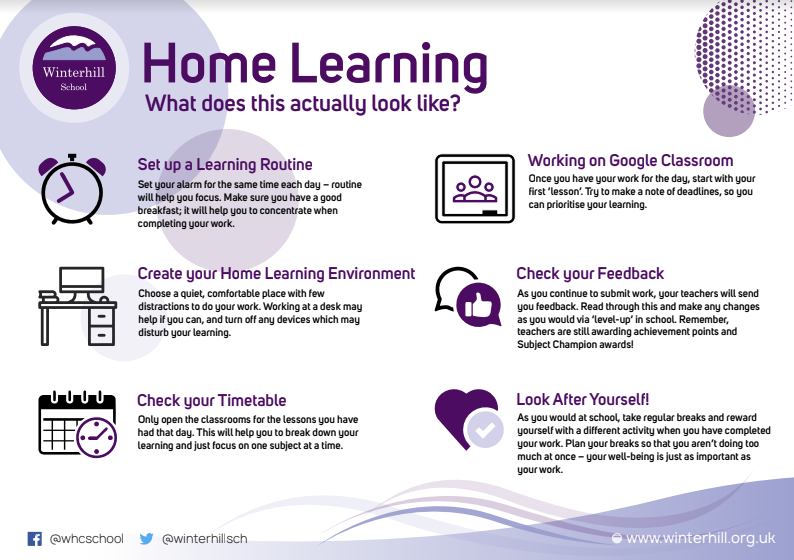 Winterhill
School
Home Learning
What does this actually look like?
Set up a Learning Routine
Set your alarm for the same time each day – routine
will help you focus. Make sure you have a good
breakfast; it will help you to concentrate when
completing your work.
Create your Home Learning Environment
Choose a quiet, comfortable place with few
distractions to do your work. Working at a desk may
help if you can, and turn off any devices which may
disturb your learning.
Check your Timetable
Only open the classrooms for the lessons you have
had that day. This will help you to break down your
learning and just focus on one subject at a time.
Working on Google Classroom
Once you have your work for the day, start with your
first ‘lesson’. Try to make a note of deadlines, so you
can prioritise your learning.
Check your Feedback
As you continue to submit work, your teachers will send
you feedback. Read through this and make any changes
as you would via ‘level-up’ in school. Remember,
teachers are still awarding achievement points and
Subject Champion awards!
Look After Yourself!
As you would at school, take regular breaks and reward
yourself with a different activity when you have completed
your work. Plan your breaks so that you aren’t doing too
much at once – your well-being is just as important as
your work.
@whcschool
@winterhillsch
www.winterhill.org.uk